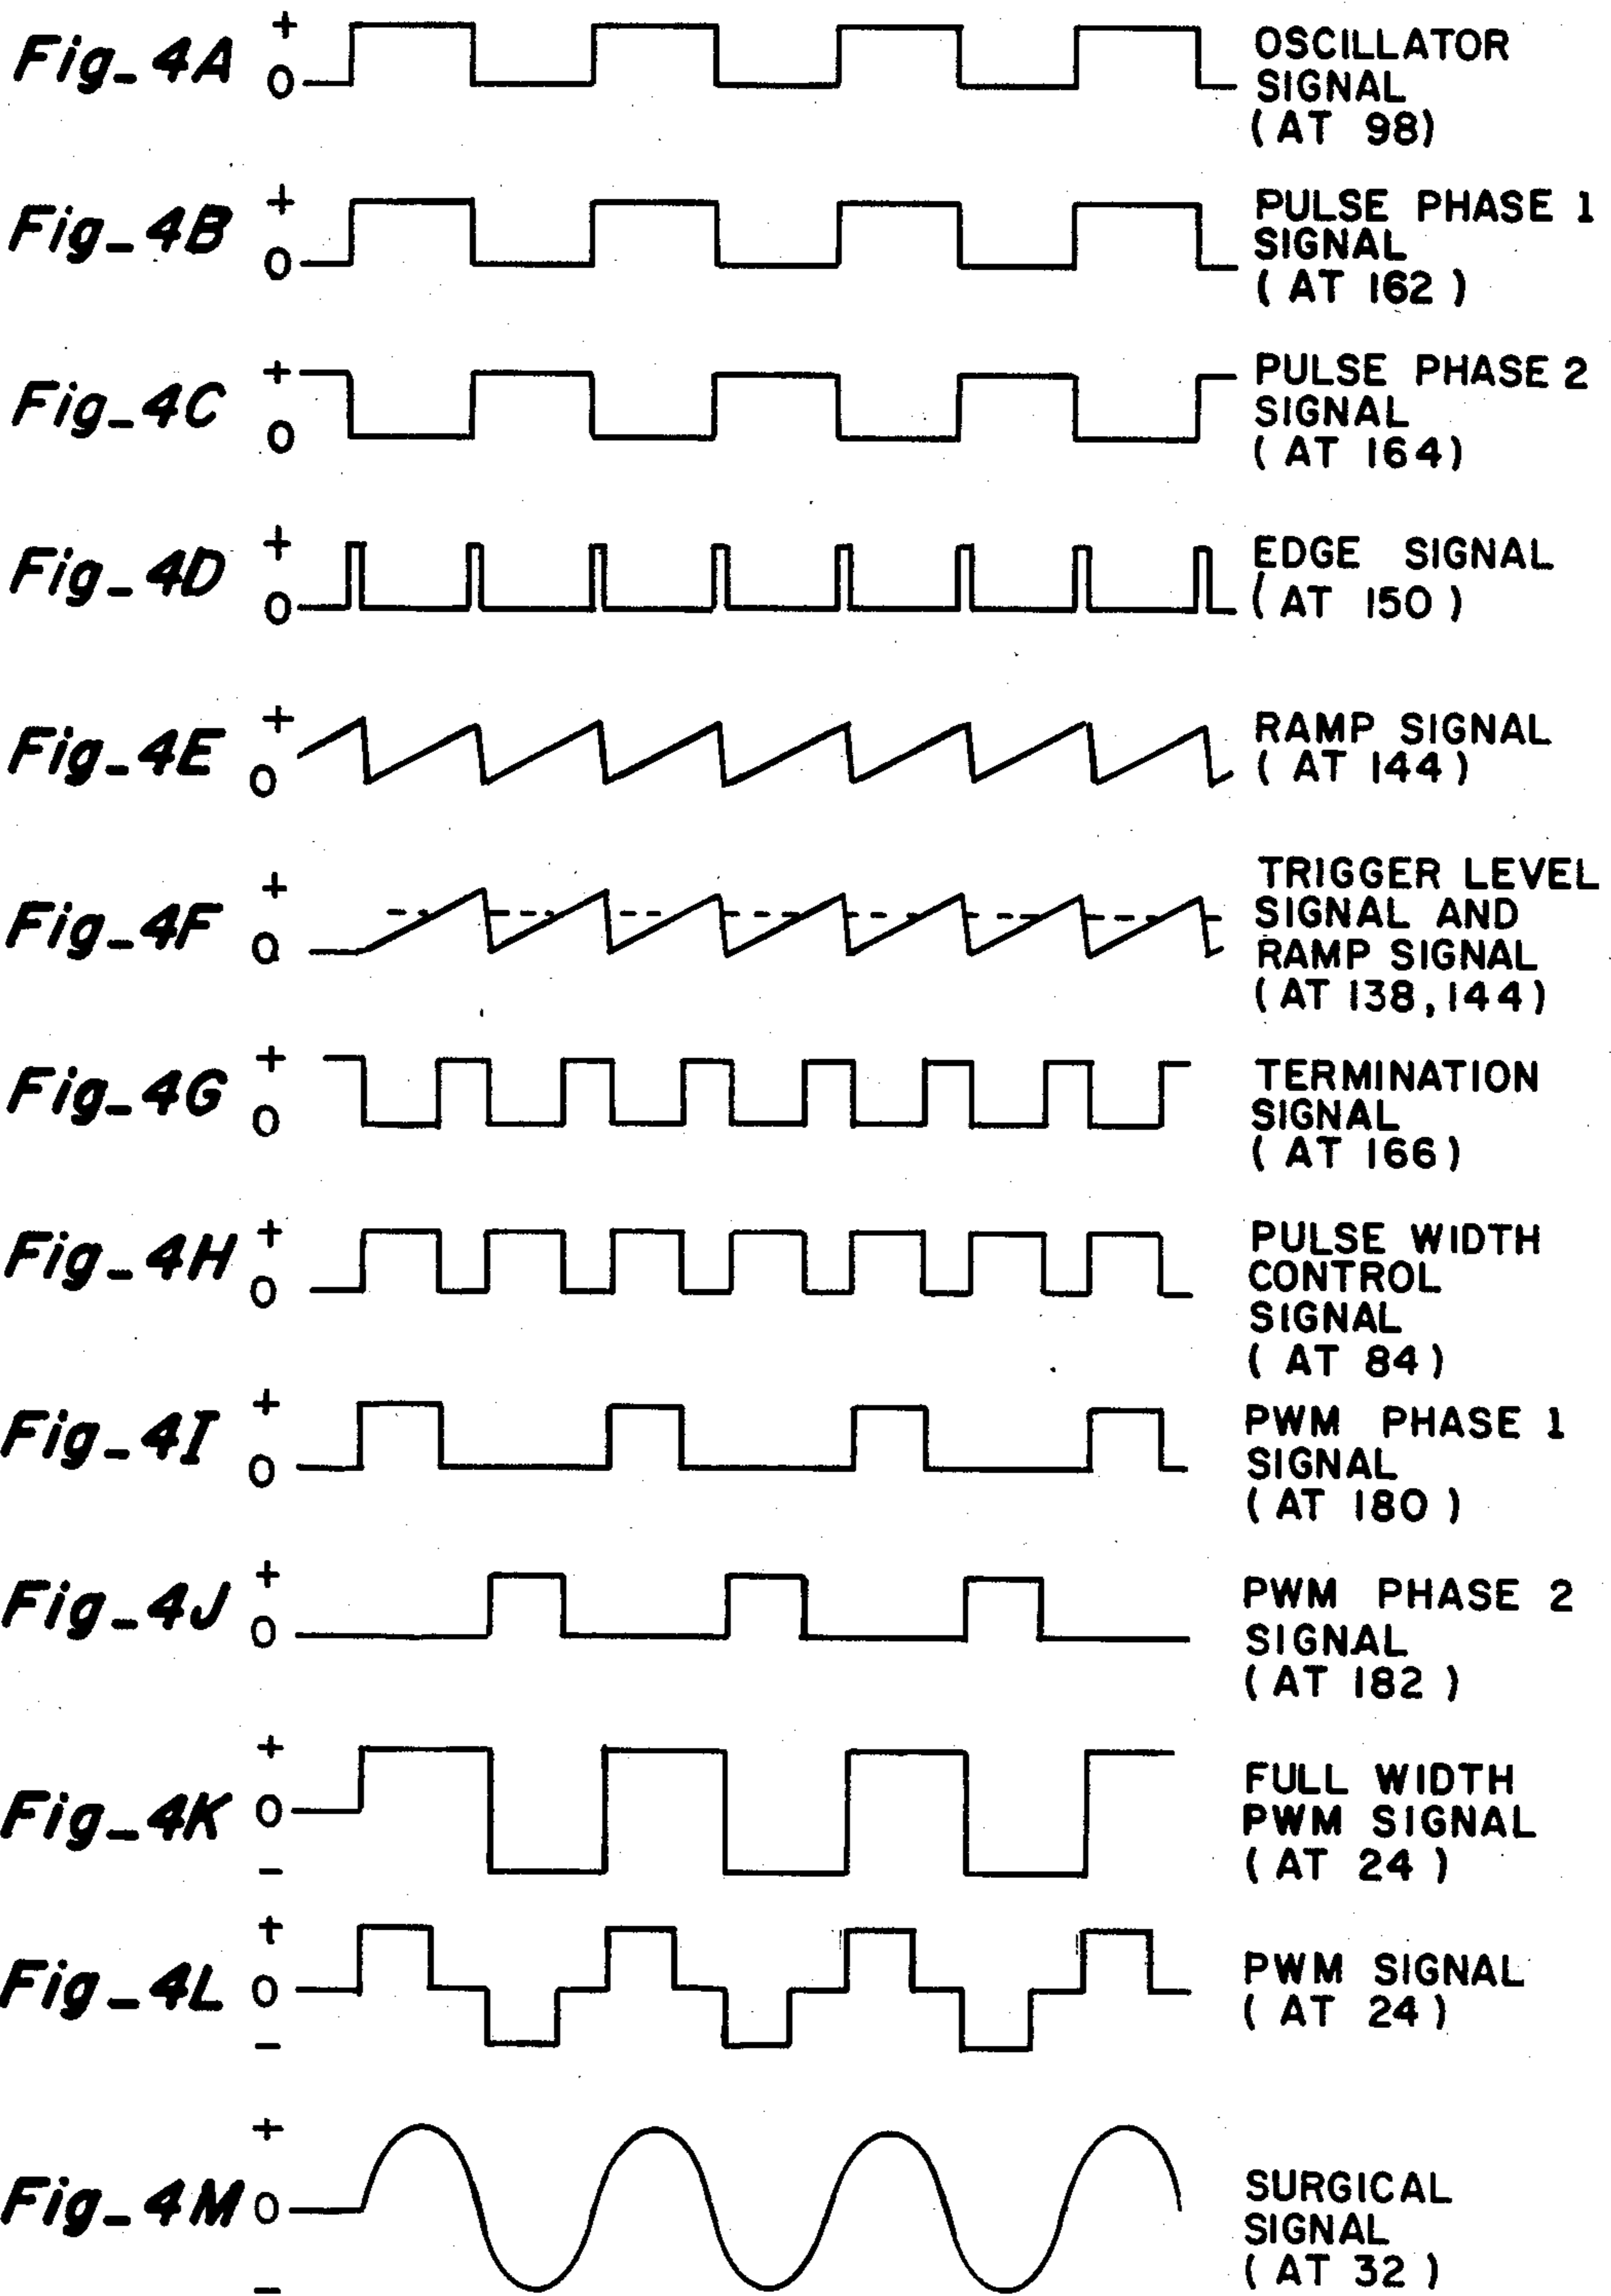 Fig_4A
+
0
OSCILLATOR
SIGNAL
(AT 98)
Fig_4B
+
0
PULSE PHASE 1
SIGNAL
(AT 162)
Fig_4C
+
0
PULSE PHASE 2
SIGNAL
(AT 164)
Fig_4D
+
0
EDGE SIGNAL
(AT 150)
Fig_4E
+
0
RAMP SIGNAL
(AT 144)
Fig_4F
+
0
TRIGGER LEVEL
SIGNAL AND
RAMP SIGNAL
(AT 138,144)
Fig_4G
+
0
TERMINATION
SIGNAL
(AT 166)
Fig_4H
+
0
PULSE WIDTH
CONTROL
SIGNAL
(AT 84)
Fig_4I
+
0
PWM PHASE 1
SIGNAL
(AT 180)
Fig_4J
+
0
PWM PHASE 2
SIGNAL
(AT 182)
Fig_4K
+
0
-
FULL WIDTH
PWM SIGNAL
(AT 24)
Fig_4L
+
0
-
PWM SIGNAL
(AT 24)
Fig_4M
+
0
-
SURGICAL
SIGNAL
(AT 32)